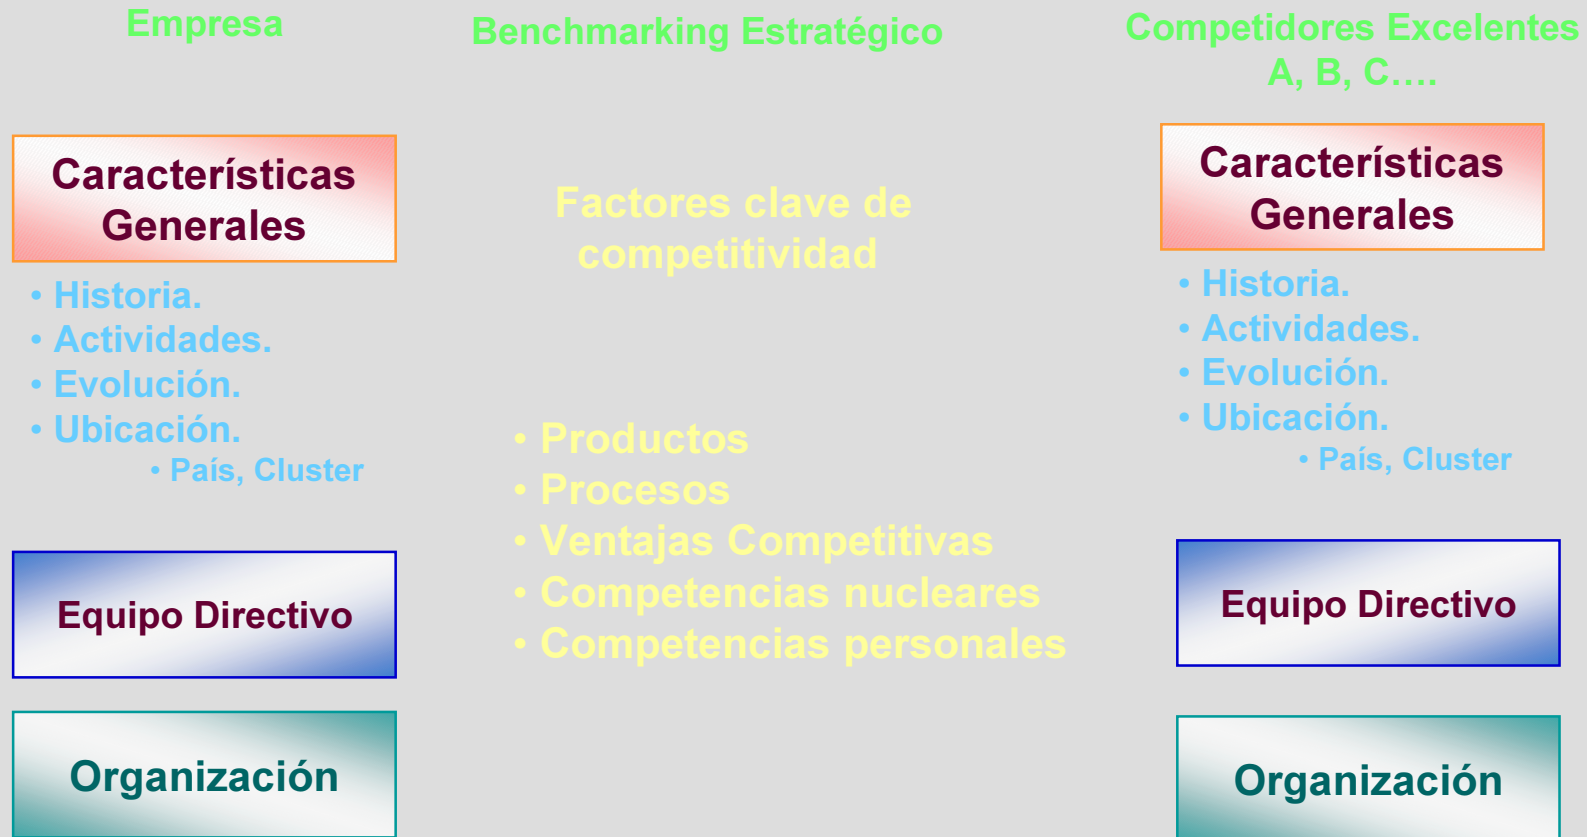 Empresa
Benchmarking Estratégico
Competidores Excelentes
A, B, C….
Características
Generales
• Historia.
• Actividades.
• Evolución.
• Ubicación.
• País, Cluster
Equipo Directivo
Organización
Factores clave de
competitividad
• Productos
• Procesos
• Ventajas Competitivas
• Competencias nucleares
• Competencias personales
Características
Generales
• Historia.
• Actividades.
• Evolución.
• Ubicación.
• País, Cluster
Equipo Directivo
Organización